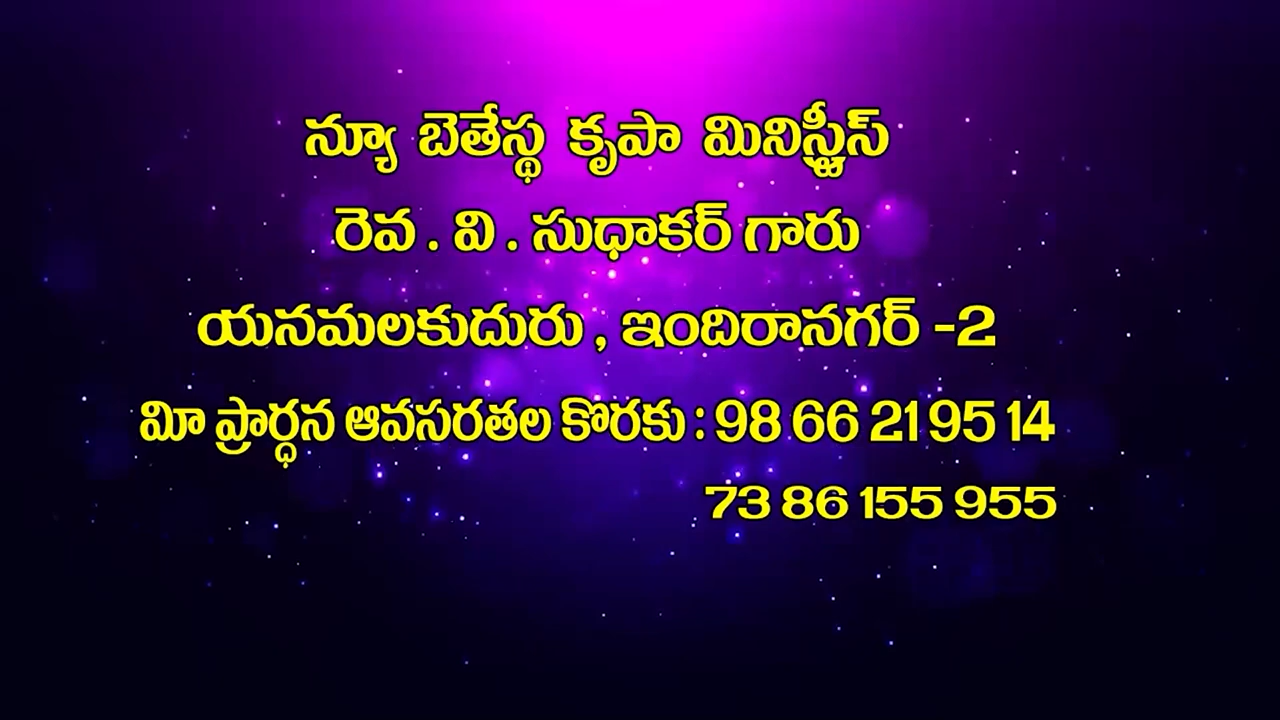 న్యూ బెతేస్థ కృపా మినిస్ట్రీస్
రెవ . వి . సుధాకర్ గారు
యనమలకుదురు , ఇందిరానగర్ -2
మీ ప్రార్ధన ఆవసరతల కొరకు : 98 66 21 95 14
73 86 155 955